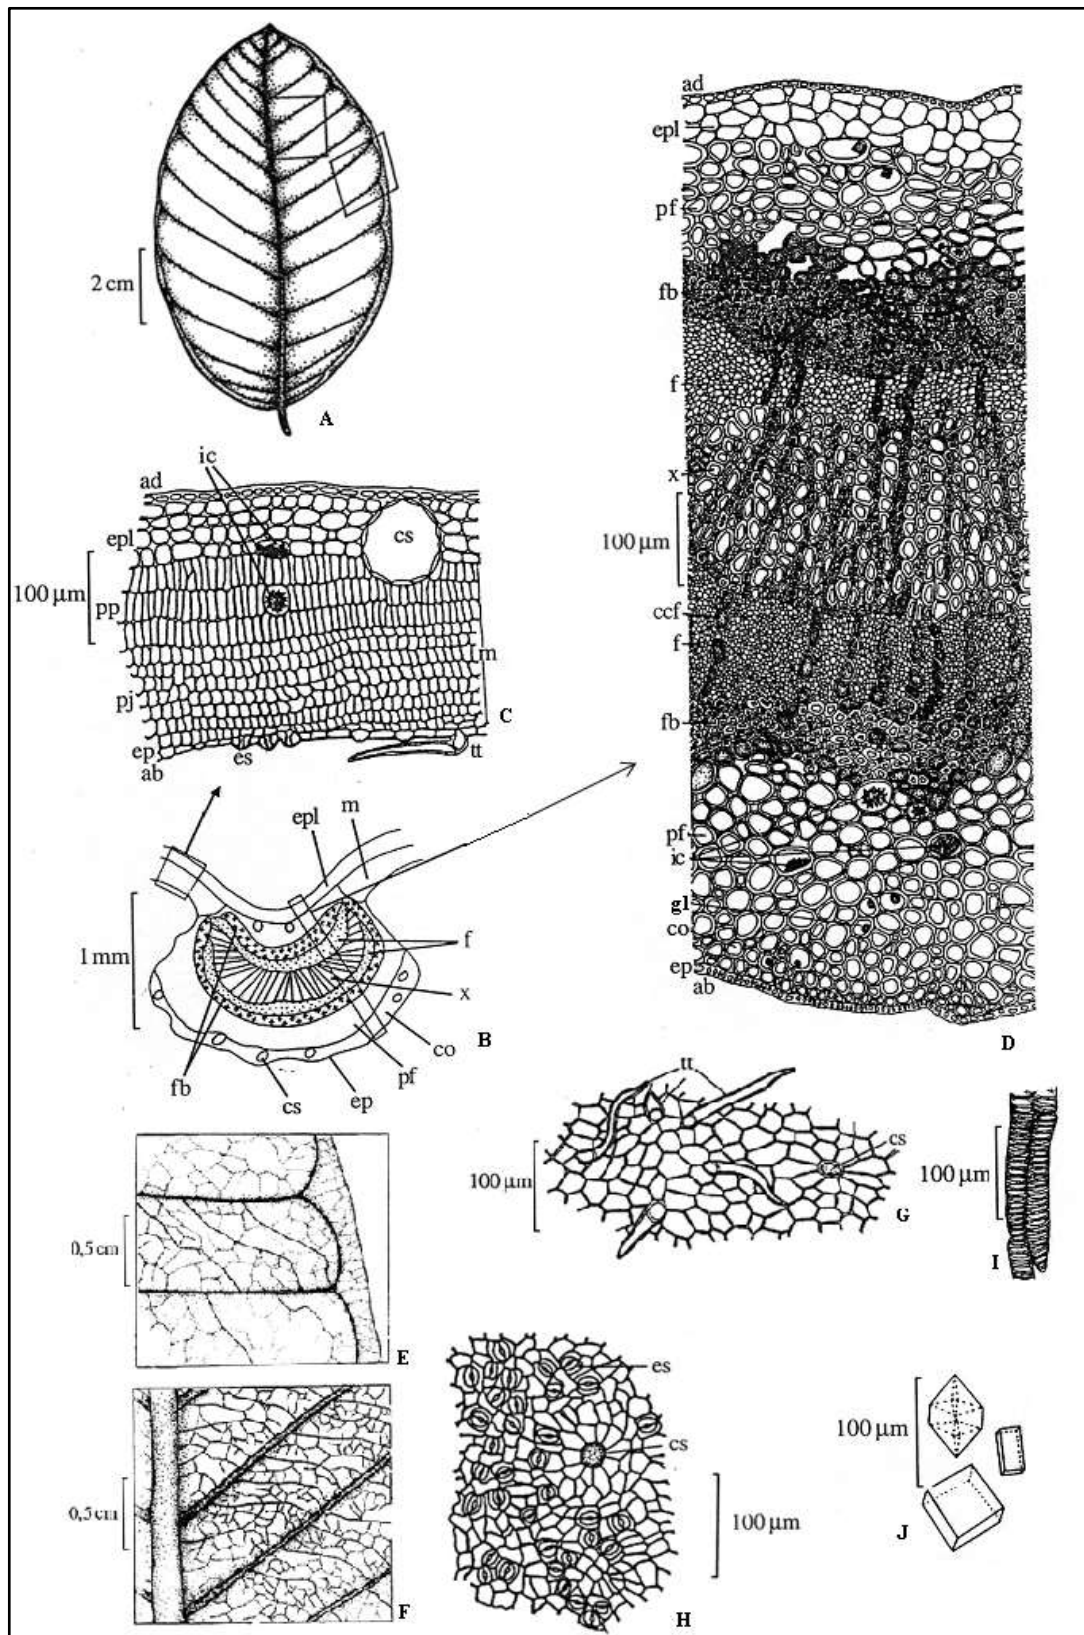 2 cm
A
ic
ad
cs
epl
100 µm
pp
m
pj
C
ep
es
tt
ab
epl
m
1 mm
f
x
B
co
fb
pf
cs
ep
ad
epl
pf
fb
f
x
100 µm
ccf
f
fb
pf
ic
gl
co
ep
ab
D
0,5 cm
E
0,5 cm
F
tt
cs
100 µm
G
es
cs
100 µm
H
100 µm
I
100 µm
J